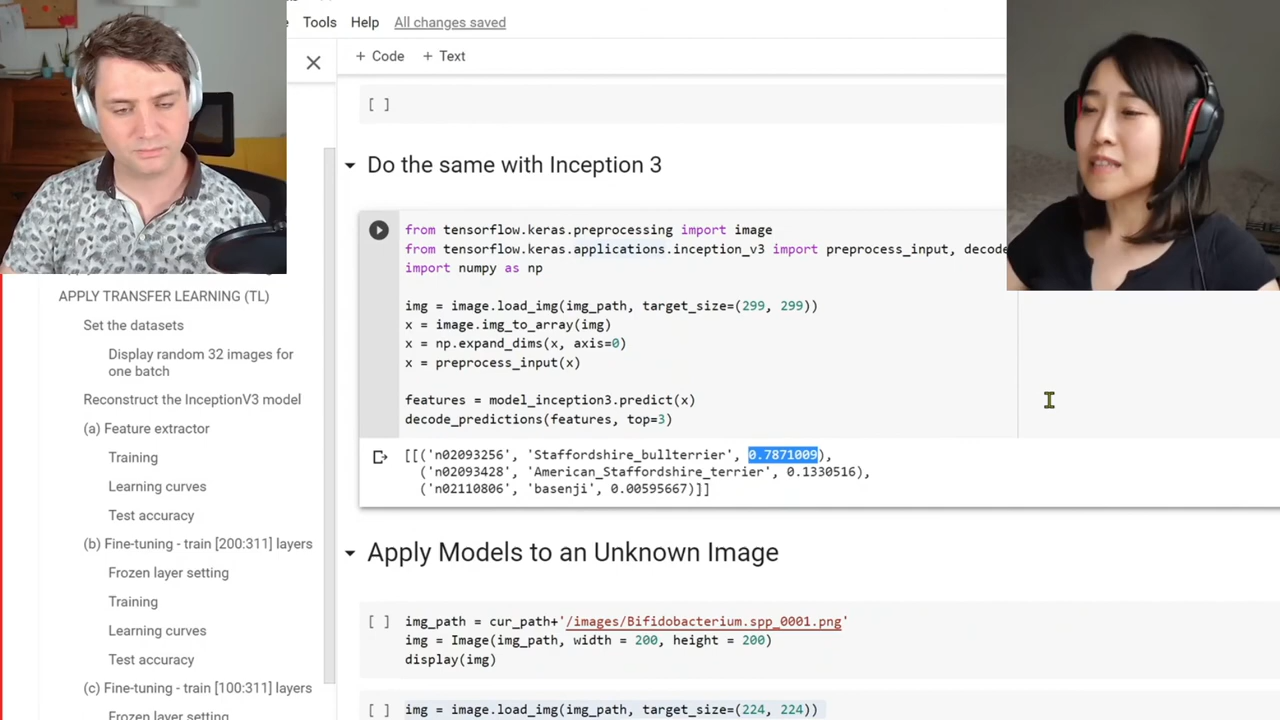 Tools Help All changes saved
+ Code + Text
[ ]
Do the same with Inception 3
from tensorflow.keras.preprocessing import image
from tensorflow.keras.applications.inception_v3 import preprocess_input, decode
import numpy as np
img = image.load_img(img_path, target_size=(299, 299))
x = image.img_to_array(img)
x = np.expand_dims(x, axis=0)
x = preprocess_input(x)
features = model_inception3.predict(x)
decode_predictions(features, top=3)
[[('n02093256', 'Staffordshire_bullterrier', 0.7871009),
('n02093428', 'American_Staffordshire_terrier', 0.1330516),
('n02110806', 'basenji', 0.00595667)]]
Apply Models to an Unknown Image
[ ] img_path = cur_path+'/images/Bifidobacterium.spp_0001.png'
img = Image(img_path, width = 200, height = 200)
display(img)
[ ] img = image.load_img(img_path, target_size=(224, 224))
APPLY TRANSFER LEARNING (TL)
Set the datasets
Display random 32 images for
one batch
Reconstruct the InceptionV3 model
(a) Feature extractor
Training
Learning curves
Test accuracy
(b) Fine-tuning - train [200:311] layers
Frozen layer setting
Training
Learning curves
Test accuracy
(c) Fine-tuning - train [100:311] layers
Frozen layer setting